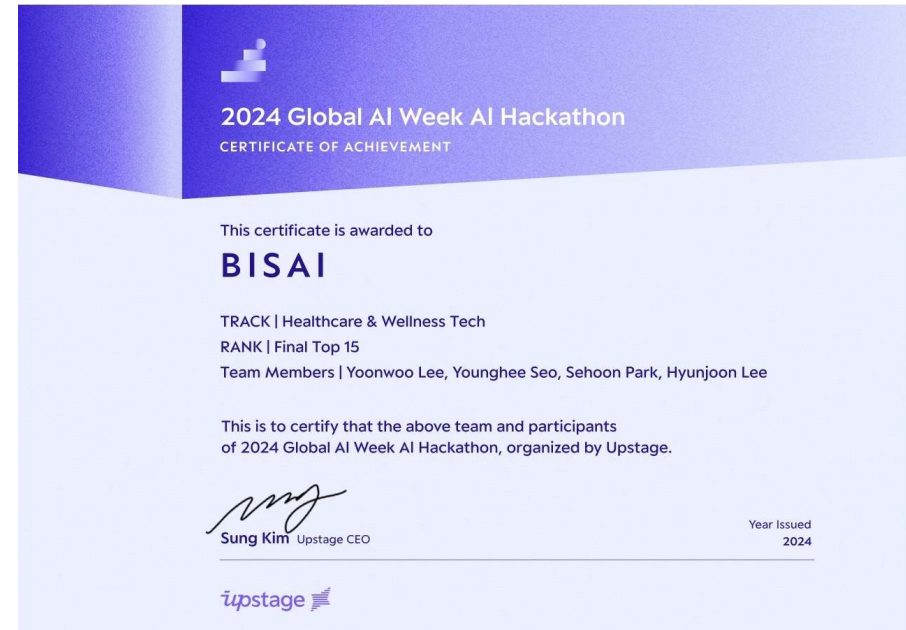 2024 Global AI Week AI Hackathon
CERTIFICATE OF ACHIEVEMENT
This certificate is awarded to
BISAI
TRACK | Healthcare & Wellness Tech
RANK | Final Top 15
Team Members | Yoonwoo Lee, Younghee Seo, Sehoon Park, Hyunjoon Lee
This is to certify that the above team and participants
of 2024 Global AI Week AI Hackathon, organized by Upstage.
Sung Kim Upstage CEO
Year Issued
2024
upstage